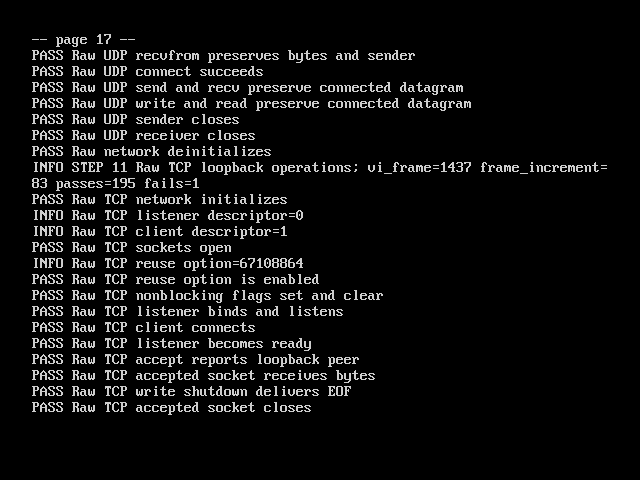 -- page 17 --
PASS Raw UDP recvfrom preserves bytes and sender
PASS Raw UDP connect succeeds
PASS Raw UDP send and recv preserve connected datagram
PASS Raw UDP write and read preserve connected datagram
PASS Raw UDP sender closes
PASS Raw UDP receiver closes
PASS Raw network deinitializes
INFO STEP 11 Raw TCP loopback operations; vi_frame=1437 frame_increment=
83 passes=195 fails=1
PASS Raw TCP network initializes
INFO Raw TCP listener descriptor=0
INFO Raw TCP client descriptor=1
PASS Raw TCP sockets open
INFO Raw TCP reuse option=67108864
PASS Raw TCP reuse option is enabled
PASS Raw TCP nonblocking flags set and clear
PASS Raw TCP listener binds and listens
PASS Raw TCP client connects
PASS Raw TCP listener becomes ready
PASS Raw TCP accept reports loopback peer
PASS Raw TCP accepted socket receives bytes
PASS Raw TCP write shutdown delivers EOF
PASS Raw TCP accepted socket closes